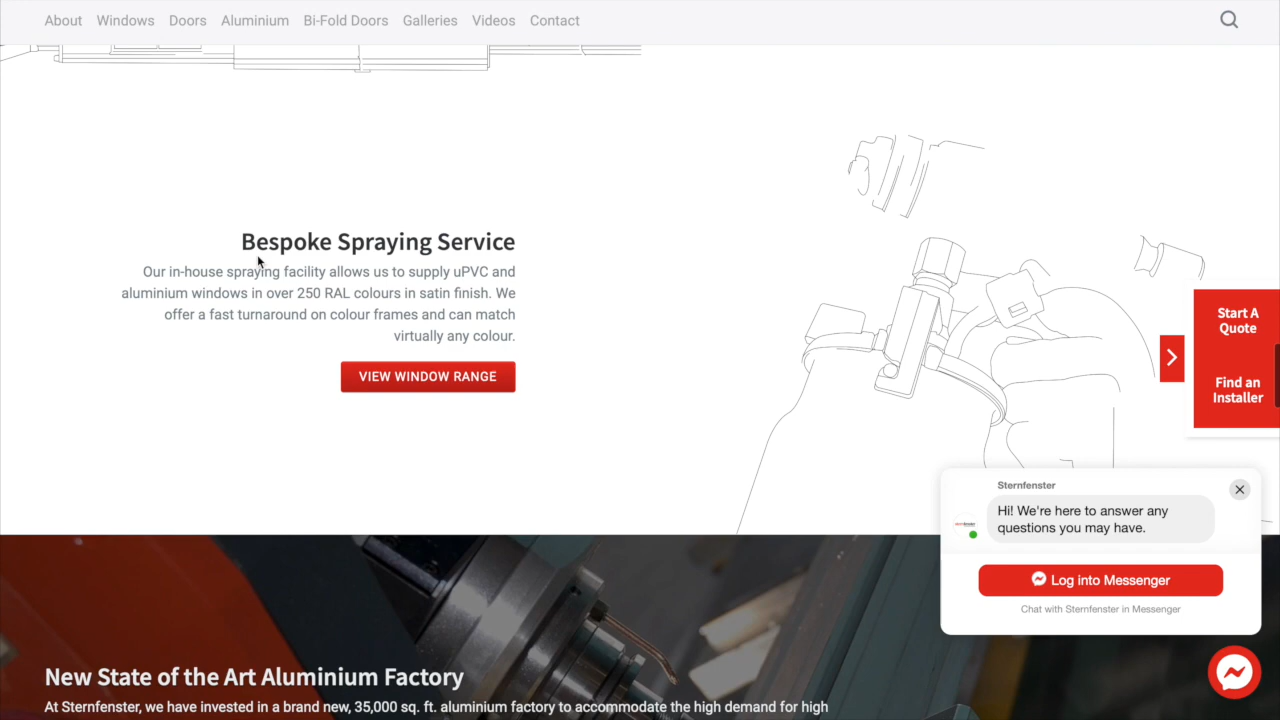 About Windows Doors Aluminium Bi-Fold Doors Galleries Videos Contact
Bespoke Spraying Service
Our in-house spraying facility allows us to supply uPVC and
aluminium windows in over 250 RAL colours in satin finish. We
offer a fast turnaround on colour frames and can match
virtually any colour.
VIEW WINDOW RANGE
Start A
Quote
Find an
Installer
Sternfenster
Hi! We're here to answer any
questions you may have.
Log into Messenger
Chat with Sternfenster in Messenger
New State of the Art Aluminium Factory
At Sternfenster, we have invested in a brand new, 35,000 sq. ft. aluminium factory to accommodate the high demand for high